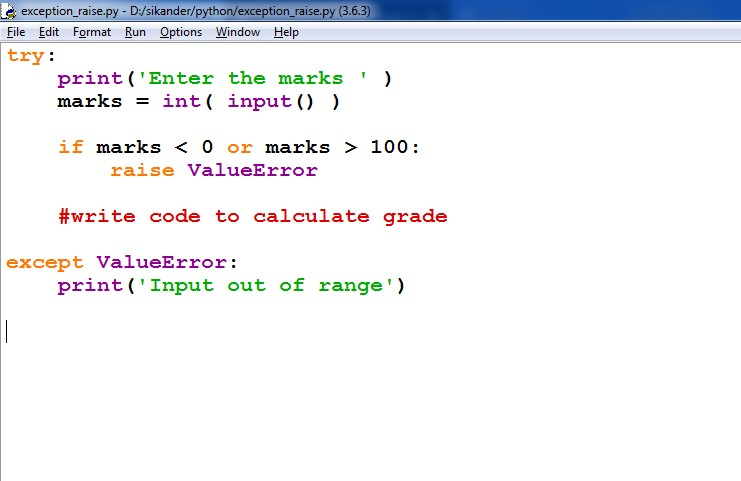 exception_raise.py - D:/sikander/python/exception_raise.py (3.6.3)
File Edit Format Run Options Window Help
try:
    print('Enter the marks ' )
    marks = int( input() )
    if marks < 0 or marks > 100:
        raise ValueError
    #write code to calculate grade
except ValueError:
    print('Input out of range')